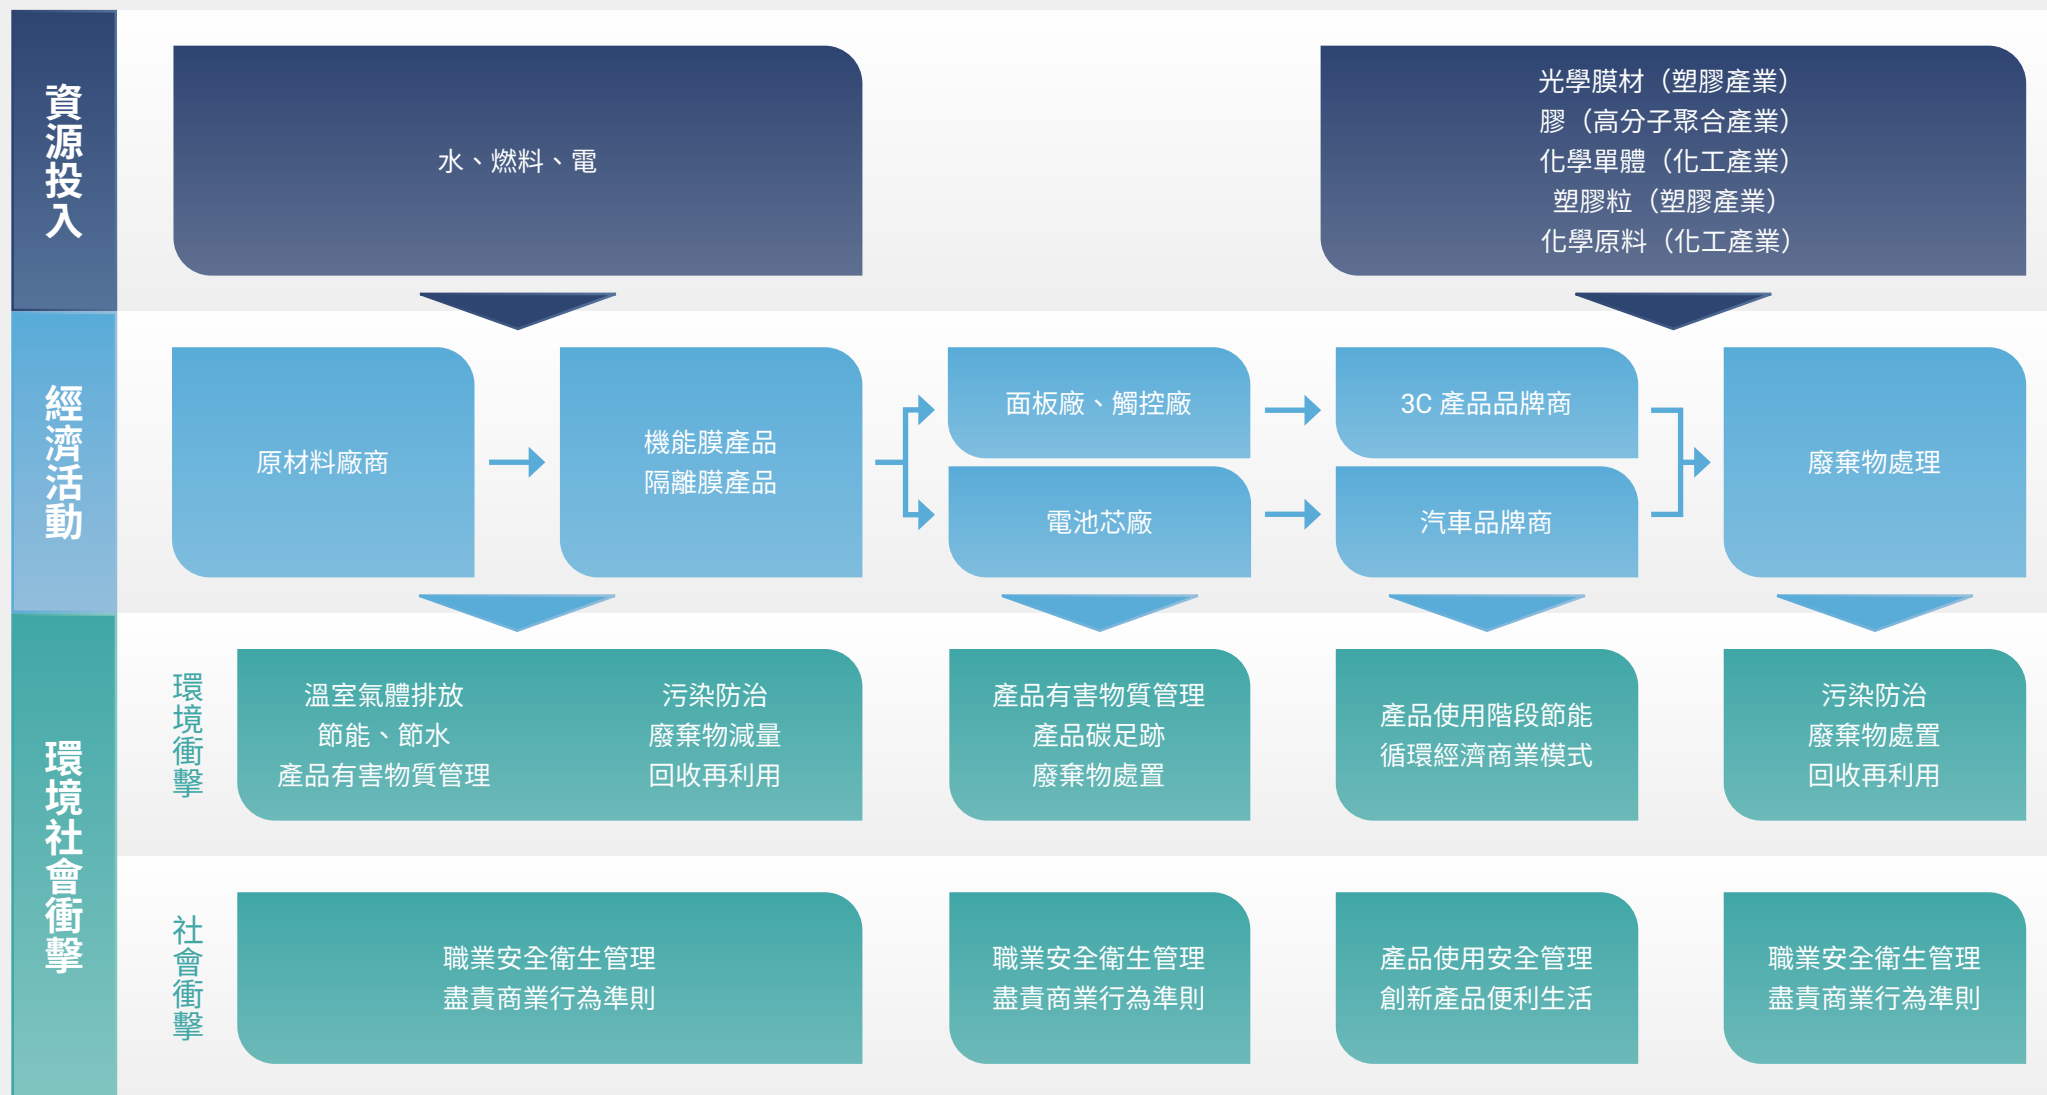 資源投入
水、燃料、電
光學膜材（塑膠產業）
膠（高分子聚合產業）
化學單體（化工產業）
塑膠粒（塑膠產業）
化學原料（化工產業）
經濟活動
原材料廠商
機能膜產品
隔離膜產品
面板廠、觸控廠
電池芯廠
3C 產品品牌商
汽車品牌商
廢棄物處理
環境社會衝擊
環境衝擊
溫室氣體排放
節能、節水
產品有害物質管理
污染防治
廢棄物減量
回收再利用
產品有害物質管理
產品碳足跡
廢棄物處置
產品使用階段節能
循環經濟商業模式
污染防治
廢棄物處置
回收再利用
社會衝擊
職業安全衛生管理
盡責商業行為準則
職業安全衛生管理
盡責商業行為準則
產品使用安全管理
創新產品便利生活
職業安全衛生管理
盡責商業行為準則